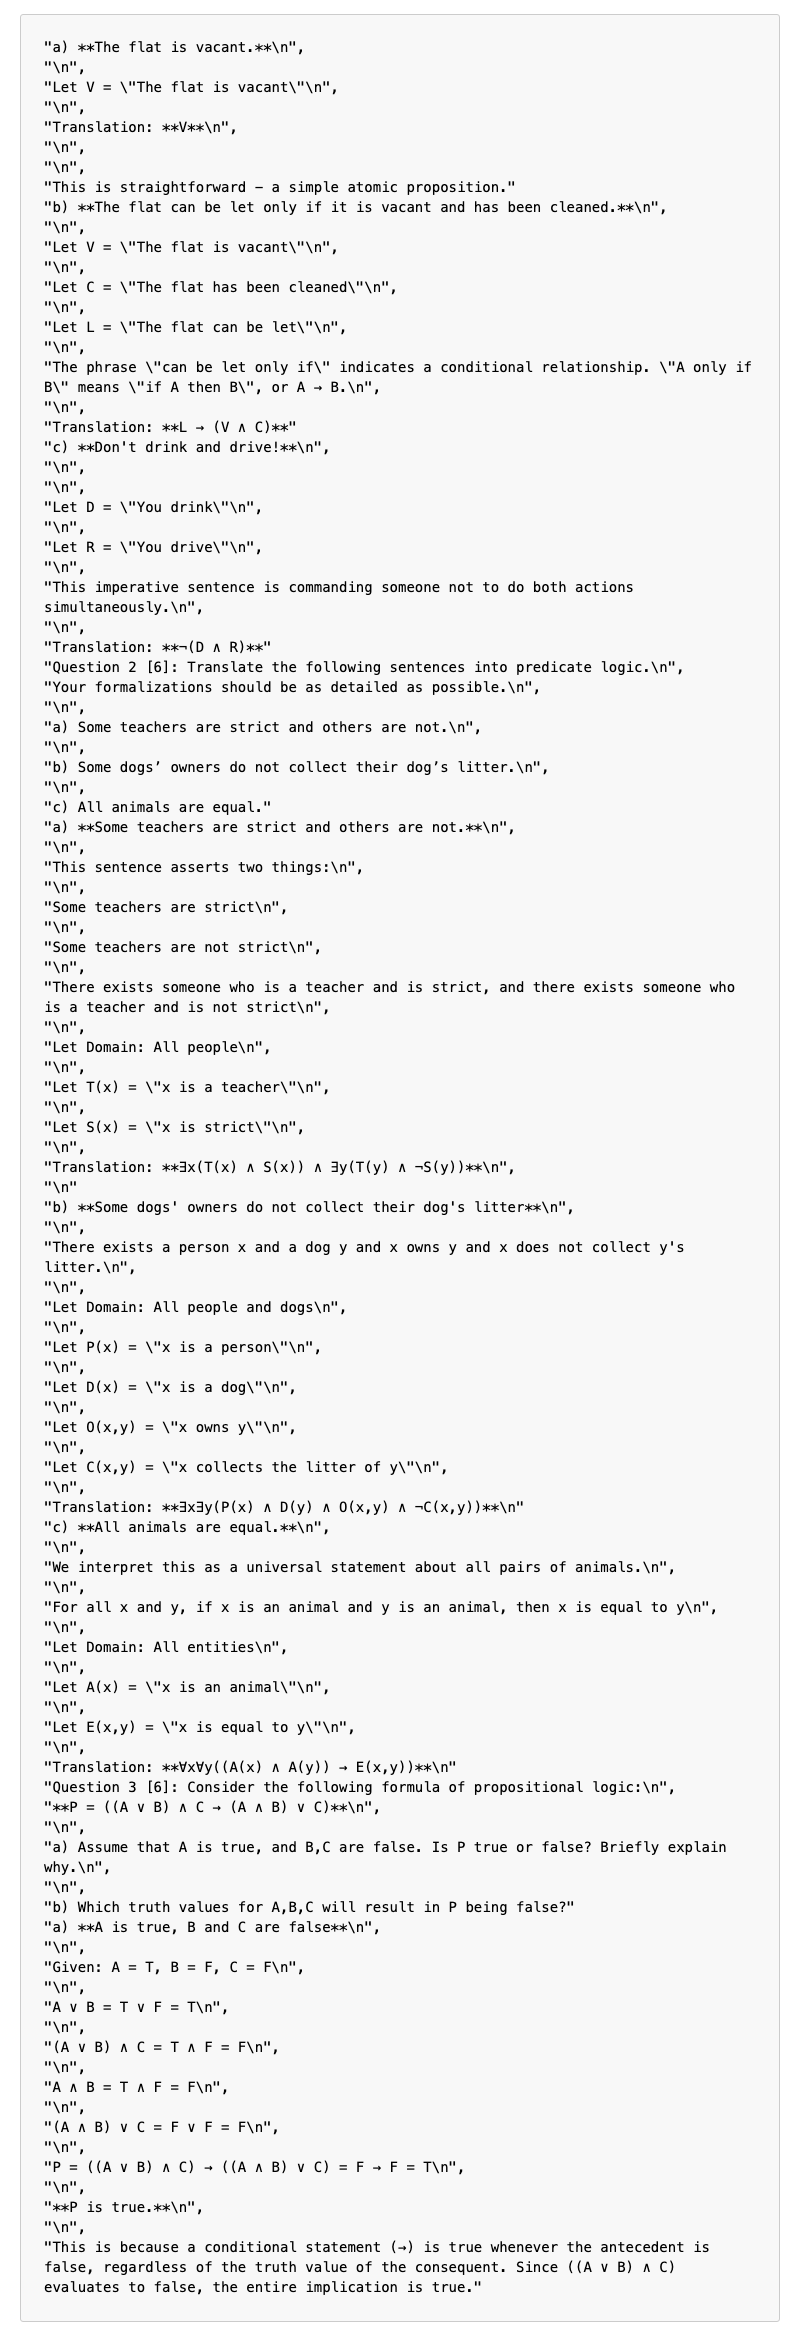 "a) **The flat is vacant.**\n",
"\n",
"Let V = \"The flat is vacant\"\n",
"\n",
"Translation: **V**\n",
"\n",
"\n",
"This is straightforward – a simple atomic proposition."
"b) **The flat can be let only if it is vacant and has been cleaned.**\n",
"\n",
"Let V = \"The flat is vacant\"\n",
"\n",
"Let C = \"The flat has been cleaned\"\n",
"\n",
"Let L = \"The flat can be let\"\n",
"\n",
"The phrase \"can be let only if\" indicates a conditional relationship. \"A only if
B\" means \"if A then B\", or A → B.\n",
"\n",
"Translation: **L → (V ∧ C)**"
"c) **Don't drink and drive!**\n",
"\n",
"\n",
"Let D = \"You drink\"\n",
"\n",
"Let R = \"You drive\"\n",
"\n",
"This imperative sentence is commanding someone not to do both actions
simultaneously.\n",
"\n",
"Translation: **¬(D ∧ R)**"
"Question 2 [6]: Translate the following sentences into predicate logic.\n",
"Your formalizations should be as detailed as possible.\n",
"\n",
"a) Some teachers are strict and others are not.\n",
"\n",
"b) Some dogs’ owners do not collect their dog’s litter.\n",
"\n",
"c) All animals are equal."
"a) **Some teachers are strict and others are not.**\n",
"\n",
"This sentence asserts two things:\n",
"\n",
"Some teachers are strict\n",
"\n",
"Some teachers are not strict\n",
"\n",
"There exists someone who is a teacher and is strict, and there exists someone who
is a teacher and is not strict\n",
"\n",
"Let Domain: All people\n",
"\n",
"Let T(x) = \"x is a teacher\"\n",
"\n",
"Let S(x) = \"x is strict\"\n",
"\n",
"Translation: **∃x(T(x) ∧ S(x)) ∧ ∃y(T(y) ∧ ¬S(y))**\n",
"\n"
"b) **Some dogs' owners do not collect their dog's litter**\n",
"\n",
"There exists a person x and a dog y and x owns y and x does not collect y's
litter.\n",
"\n",
"Let Domain: All people and dogs\n",
"\n",
"Let P(x) = \"x is a person\"\n",
"\n",
"Let D(x) = \"x is a dog\"\n",
"\n",
"Let O(x,y) = \"x owns y\"\n",
"\n",
"Let C(x,y) = \"x collects the litter of y\"\n",
"\n",
"Translation: **∃x∃y(P(x) ∧ D(y) ∧ O(x,y) ∧ ¬C(x,y))**\n"
"c) **All animals are equal.**\n",
"\n",
"We interpret this as a universal statement about all pairs of animals.\n",
"\n",
"For all x and y, if x is an animal and y is an animal, then x is equal to y\n",
"\n",
"Let Domain: All entities\n",
"\n",
"Let A(x) = \"x is an animal\"\n",
"\n",
"Let E(x,y) = \"x is equal to y\"\n",
"\n",
"Translation: **∀x∀y((A(x) ∧ A(y)) → E(x,y))**\n"
"Question 3 [6]: Consider the following formula of propositional logic:\n",
"**P = ((A ∨ B) ∧ C → (A ∧ B) ∨ C)**\n",
"\n",
"a) Assume that A is true, and B,C are false. Is P true or false? Briefly explain
why.\n",
"\n",
"b) Which truth values for A,B,C will result in P being false?"
"a) **A is true, B and C are false**\n",
"\n",
"Given: A = T, B = F, C = F\n",
"\n",
"A ∨ B = T ∨ F = T\n",
"\n",
"(A ∨ B) ∧ C = T ∧ F = F\n",
"\n",
"A ∧ B = T ∧ F = F\n",
"\n",
"(A ∧ B) ∨ C = F ∨ F = F\n",
"\n",
"P = ((A ∨ B) ∧ C) → ((A ∧ B) ∨ C) = F → F = T\n",
"\n",
"**P is true.**\n",
"\n",
"This is because a conditional statement (→) is true whenever the antecedent is
false, regardless of the truth value of the consequent. Since ((A ∨ B) ∧ C)
evaluates to false, the entire implication is true."